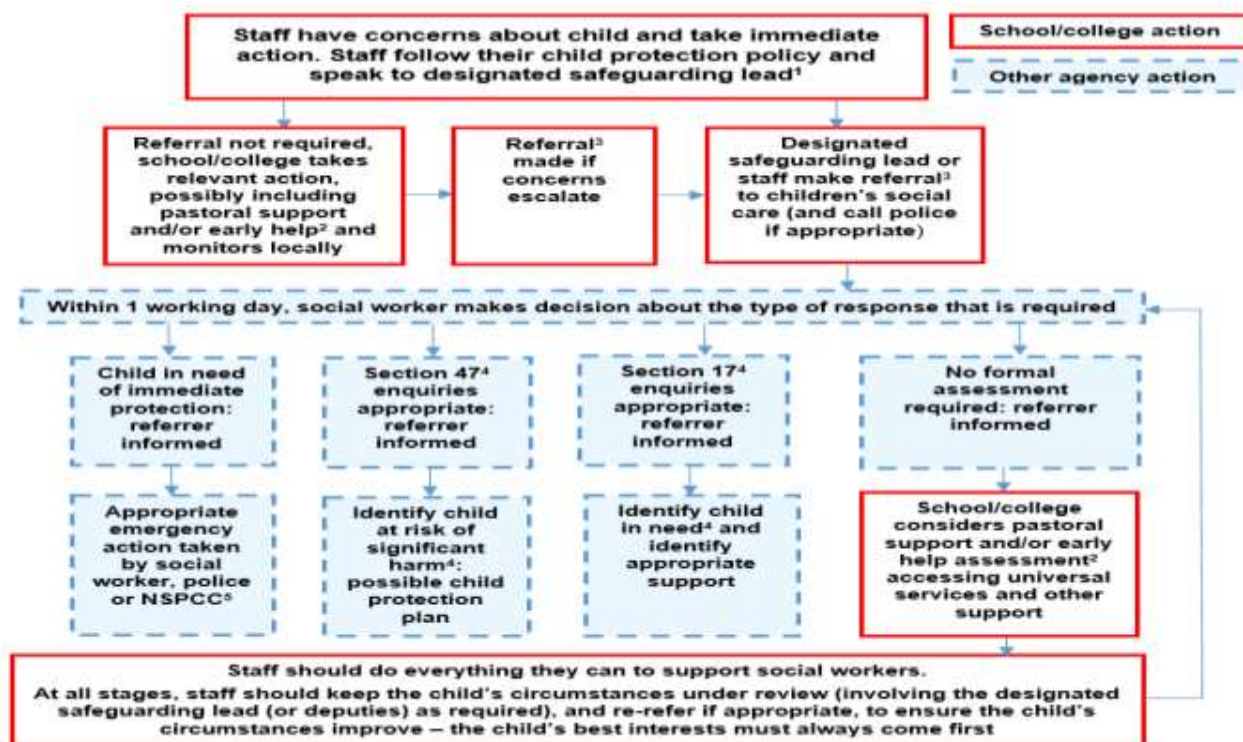 Staff have concerns about child and take immediate
action. Staff follow their child protection policy and
speak to designated safeguarding lead¹
School/college action
Other agency action
Referral not required,
school/college takes
relevant action,
possibly including
pastoral support
and/or early help² and
monitors locally
Referral³
made if
concerns
escalate
Designated
safeguarding lead or
staff make referral³
to children's social
care (and call police
if appropriate)
Within 1 working day, social worker makes decision about the type of response that is required
Child in need
of immediate
protection:
referrer
informed
Section 47⁴
enquiries
appropriate:
referrer
informed
Section 17⁴
enquiries
appropriate:
referrer
informed
No formal
assessment
required: referrer
informed
Appropriate
emergency
action taken
by social
worker, police
or NSPCC⁵
Identify child
at risk of
significant
harm⁴:
possible child
protection
plan
Identify child
in need⁴ and
identify
appropriate
support
School/college
considers pastoral
support and/or early
help assessment²
accessing universal
services and other
support
Staff should do everything they can to support social workers.
At all stages, staff should keep the child's circumstances under review (involving the designated
safeguarding lead (or deputies) as required), and re-refer if appropriate, to ensure the child's
circumstances improve – the child's best interests must always come first